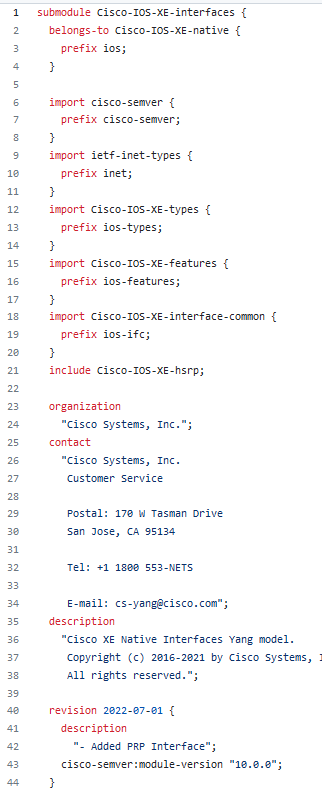 1 submodule Cisco-IOS-XE-interfaces {
2 belongs-to Cisco-IOS-XE-native {
3 prefix ios;
4 }
5
6 import cisco-semver {
7 prefix cisco-semver;
8 }
9 import ietf-inet-types {
10 prefix inet;
11 }
12 import Cisco-IOS-XE-types {
13 prefix ios-types;
14 }
15 import Cisco-IOS-XE-features {
16 prefix ios-features;
17 }
18 import Cisco-IOS-XE-interface-common {
19 prefix ios-ifc;
20 }
21 include Cisco-IOS-XE-hsrp;
22
23 organization
24 "Cisco Systems, Inc.";
25 contact
26 "Cisco Systems, Inc.
27 Customer Service
28
29 Postal: 170 W Tasman Drive
30 San Jose, CA 95134
31
32 Tel: +1 1800 553-NETS
33
34 E-mail: cs-yang@cisco.com";
35 description
36 "Cisco XE Native Interfaces Yang model.
37 Copyright (c) 2016-2021 by Cisco Systems,
38 All rights reserved.";
39
40 revision 2022-07-01 {
41 description
42 "- Added PRP Interface";
43 cisco-semver:module-version "10.0.0";
44 }